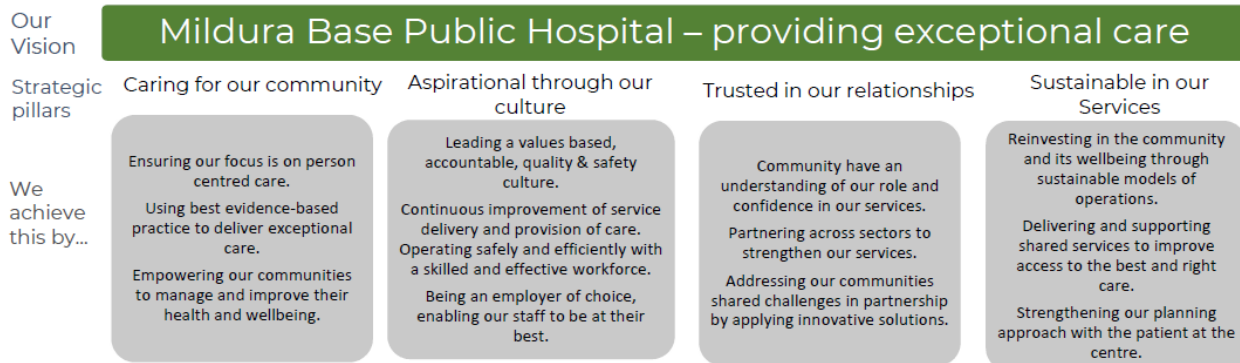 Our
Vision
Mildura Base Public Hospital – providing exceptional care
Strategic
pillars
Caring for our community
Aspirational through our
culture
Trusted in our relationships
Sustainable in our
Services
We
achieve
this by...
Ensuring our focus is on person
centred care.
Using best evidence-based
practice to deliver exceptional
care.
Empowering our communities
to manage and improve their
health and wellbeing.
Leading a values based,
accountable, quality & safety
culture.
Continuous improvement of service
delivery and provision of care.
Operating safely and efficiently with
a skilled and effective workforce.
Being an employer of choice,
enabling our staff to be at their
best.
Community have an
understanding of our role and
confidence in our services.
Partnering across sectors to
strengthen our services.
Addressing our communities
shared challenges in partnership
by applying innovative solutions.
Reinvesting in the community
and its wellbeing through
sustainable models of
operations.
Delivering and supporting
shared services to improve
access to the best and right
care.
Strengthening our planning
approach with the patient at the
centre.